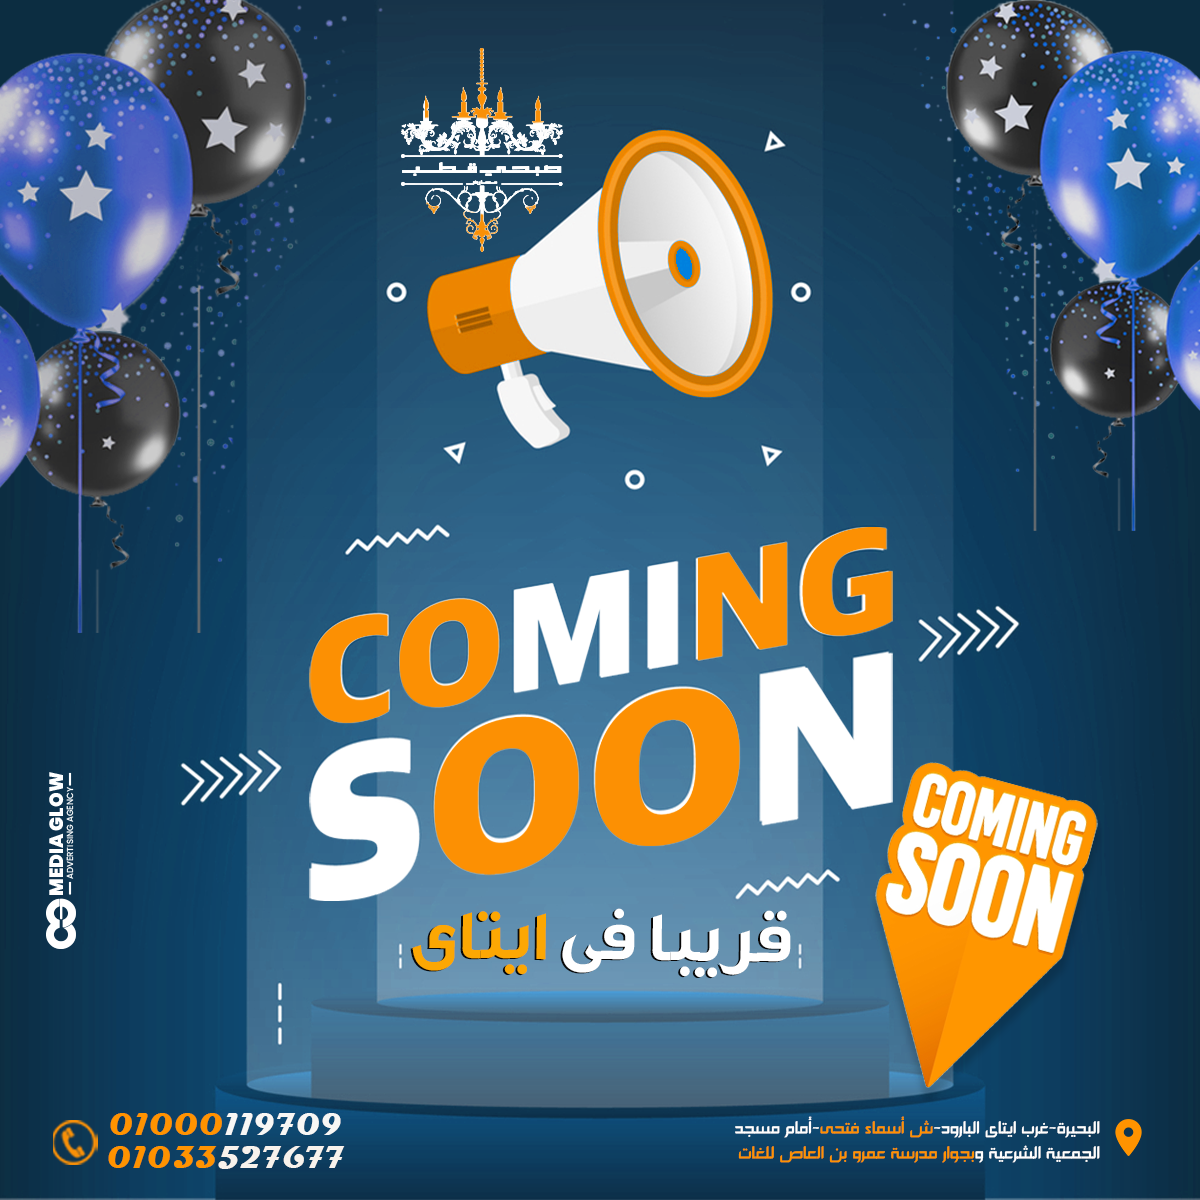 صبحي قطب
COMING
SOON
COMING
SOON
قريبا فى ايتاى
MEDIA GLOW
ADVERTISING AGENCY
01000119709
01033527677
البحيرة-غرب ايتاى البارود-ش أسماء فتحى-أمام مسجد
الجمعية الشرعية وبجوار مدرسة عمرو بن العاص للغات